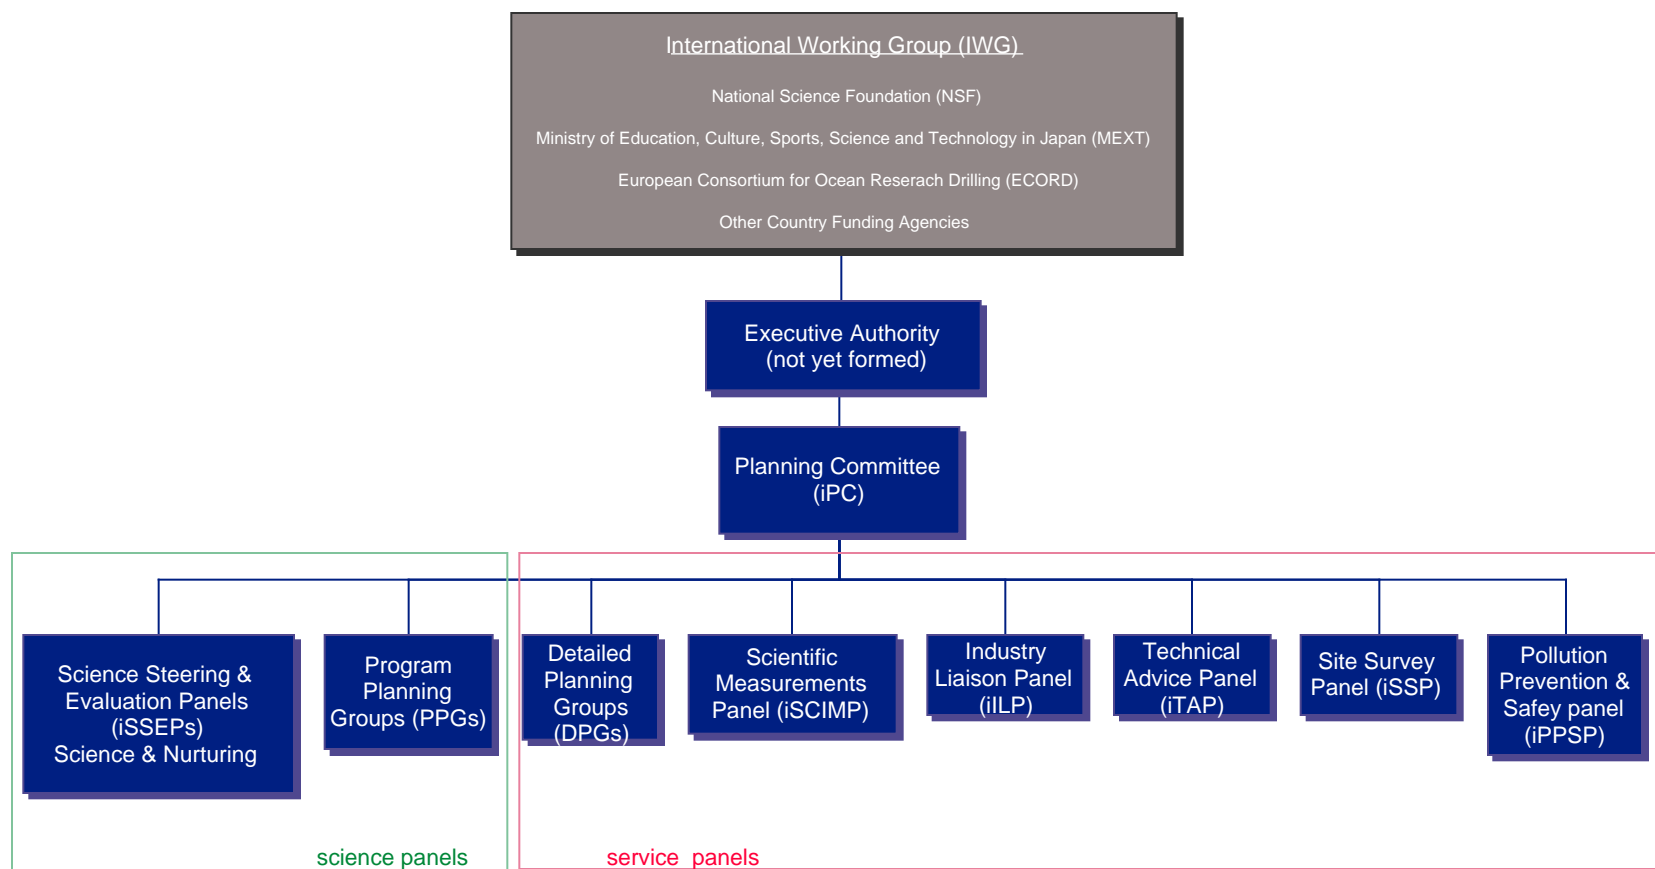 International Working Group (IWG)
National Science Foundation (NSF)
Ministry of Education, Culture, Sports, Science and Technology in Japan (MEXT)
European Consortium for Ocean Reserach Drilling (ECORD)
Other Country Funding Agencies
Executive Authority
(not yet formed)
Planning Committee
(iPC)
Science Steering &
Evaluation Panels
(iSSEPs)
Science & Nurturing
Program
Planning
Groups (PPGs)
Detailed
Planning
Groups
(DPGs)
Scientific
Measurements
Panel (iSCIMP)
Industry
Liaison Panel
(iILP)
Technical
Advice Panel
(iTAP)
Site Survey
Panel (iSSP)
Pollution
Prevention &
Safey panel
(iPPSP)
science panels
service panels